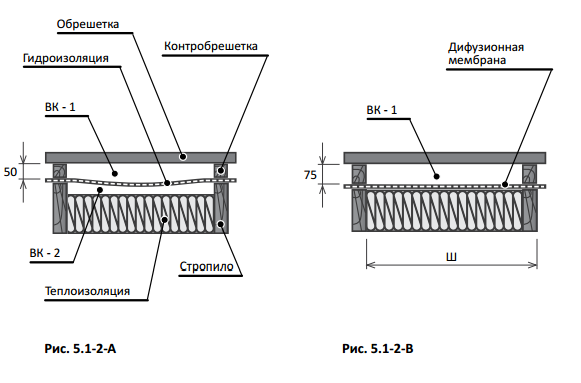 Обрешетка
Контробрешетка
Гидроизоляция
ВК - 1
50
ВК - 2
Теплоизоляция
Стропило
Рис. 5.1-2-А
Дифузионная
мембрана
ВК - 1
75
Ш
Рис. 5.1-2-В